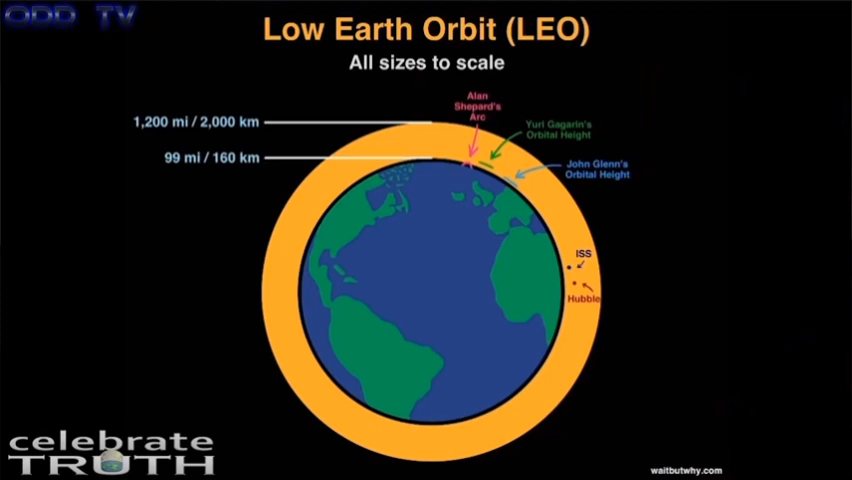 ODD TV
Low Earth Orbit (LEO)
All sizes to scale
Alan
Shepard's
Arc
1,200 mi / 2,000 km
Yuri Gagarin's
Orbital Height
99 mi / 160 km
John Glenn's
Orbital Height
ISS
Hubble
celebrate
TRUTH
waitbutwhy.com